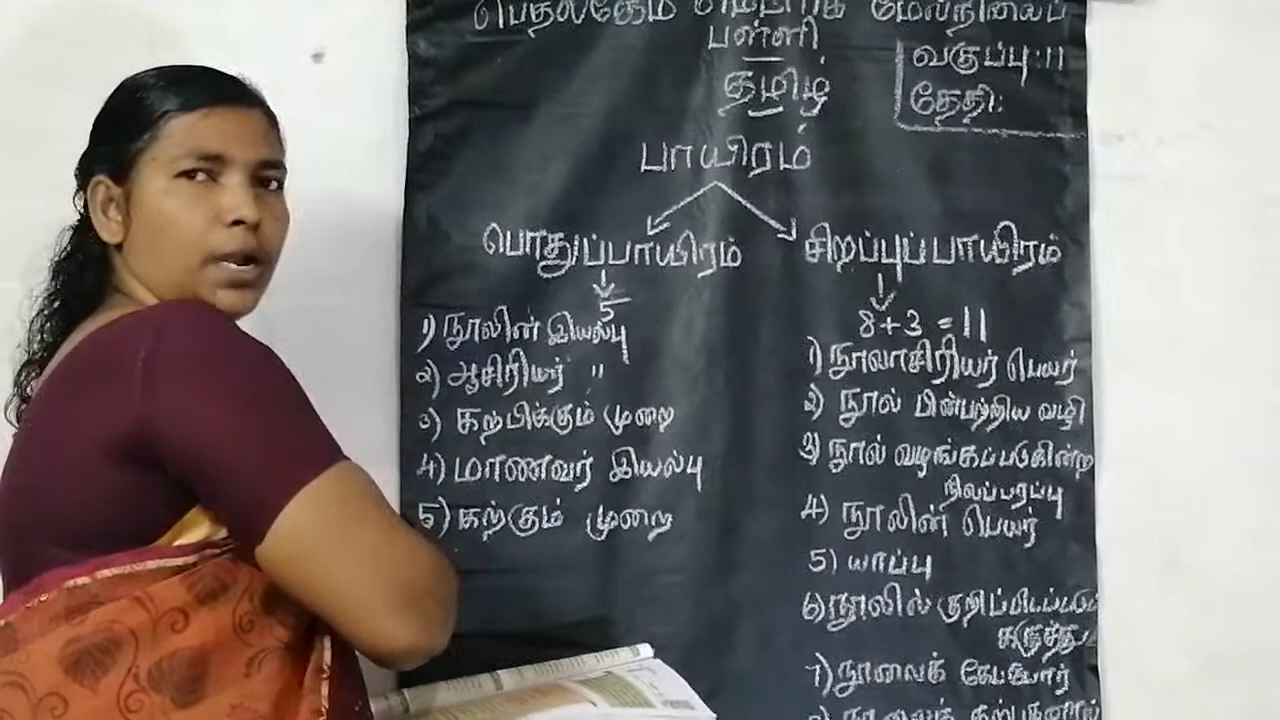 பெதலகேம் மெட்ரிக் மேல்நிலைப்
பள்ளி
வகுப்பு:11
தமிழ்
தேதி:
பாயிரம்
பொதுப்பாயிரம்
5
1) நூலின் இயல்பு
2) ஆசிரியர் "
3) கற்பிக்கும் முறை
4) மாணவர் இயல்பு
5) கற்கும் முறை
சிறப்புப்பாயிரம்
8+3 = 11
1) நூலாசிரியர் பெயர்
2) நூல் பின்பற்றிய வழி
3) நூல் வழங்கப்படுகின்ற
நிலப்பரப்பு
4) நூலின் பெயர்
5) யாப்பு
6) நூலில் குறிப்பிடப்படும்
கருத்து
7) நூலைக் கேட்போர்